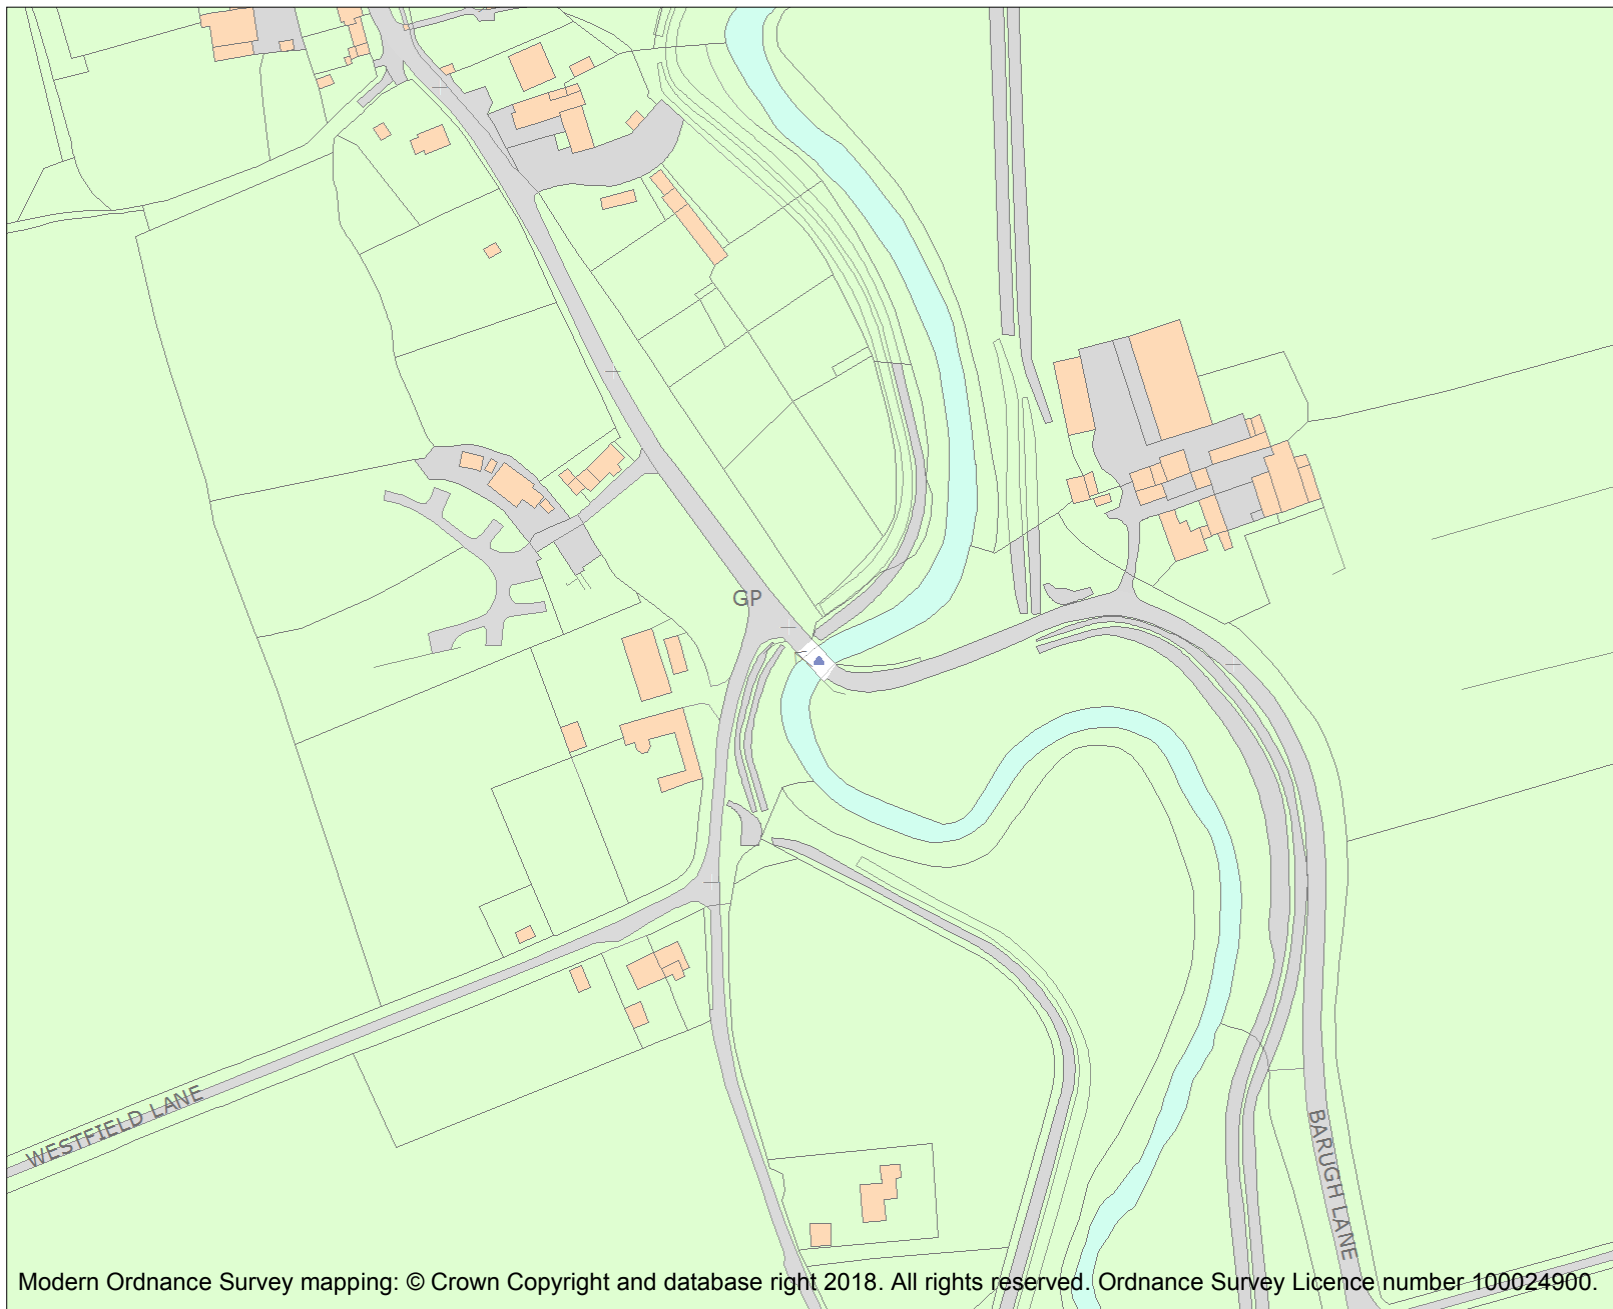 GP
WESTFIELD LANE
BARUGH LANE
Modern Ordnance Survey mapping: © Crown Copyright and database right 2018. All rights reserved. Ordnance Survey Licence number 100024900.